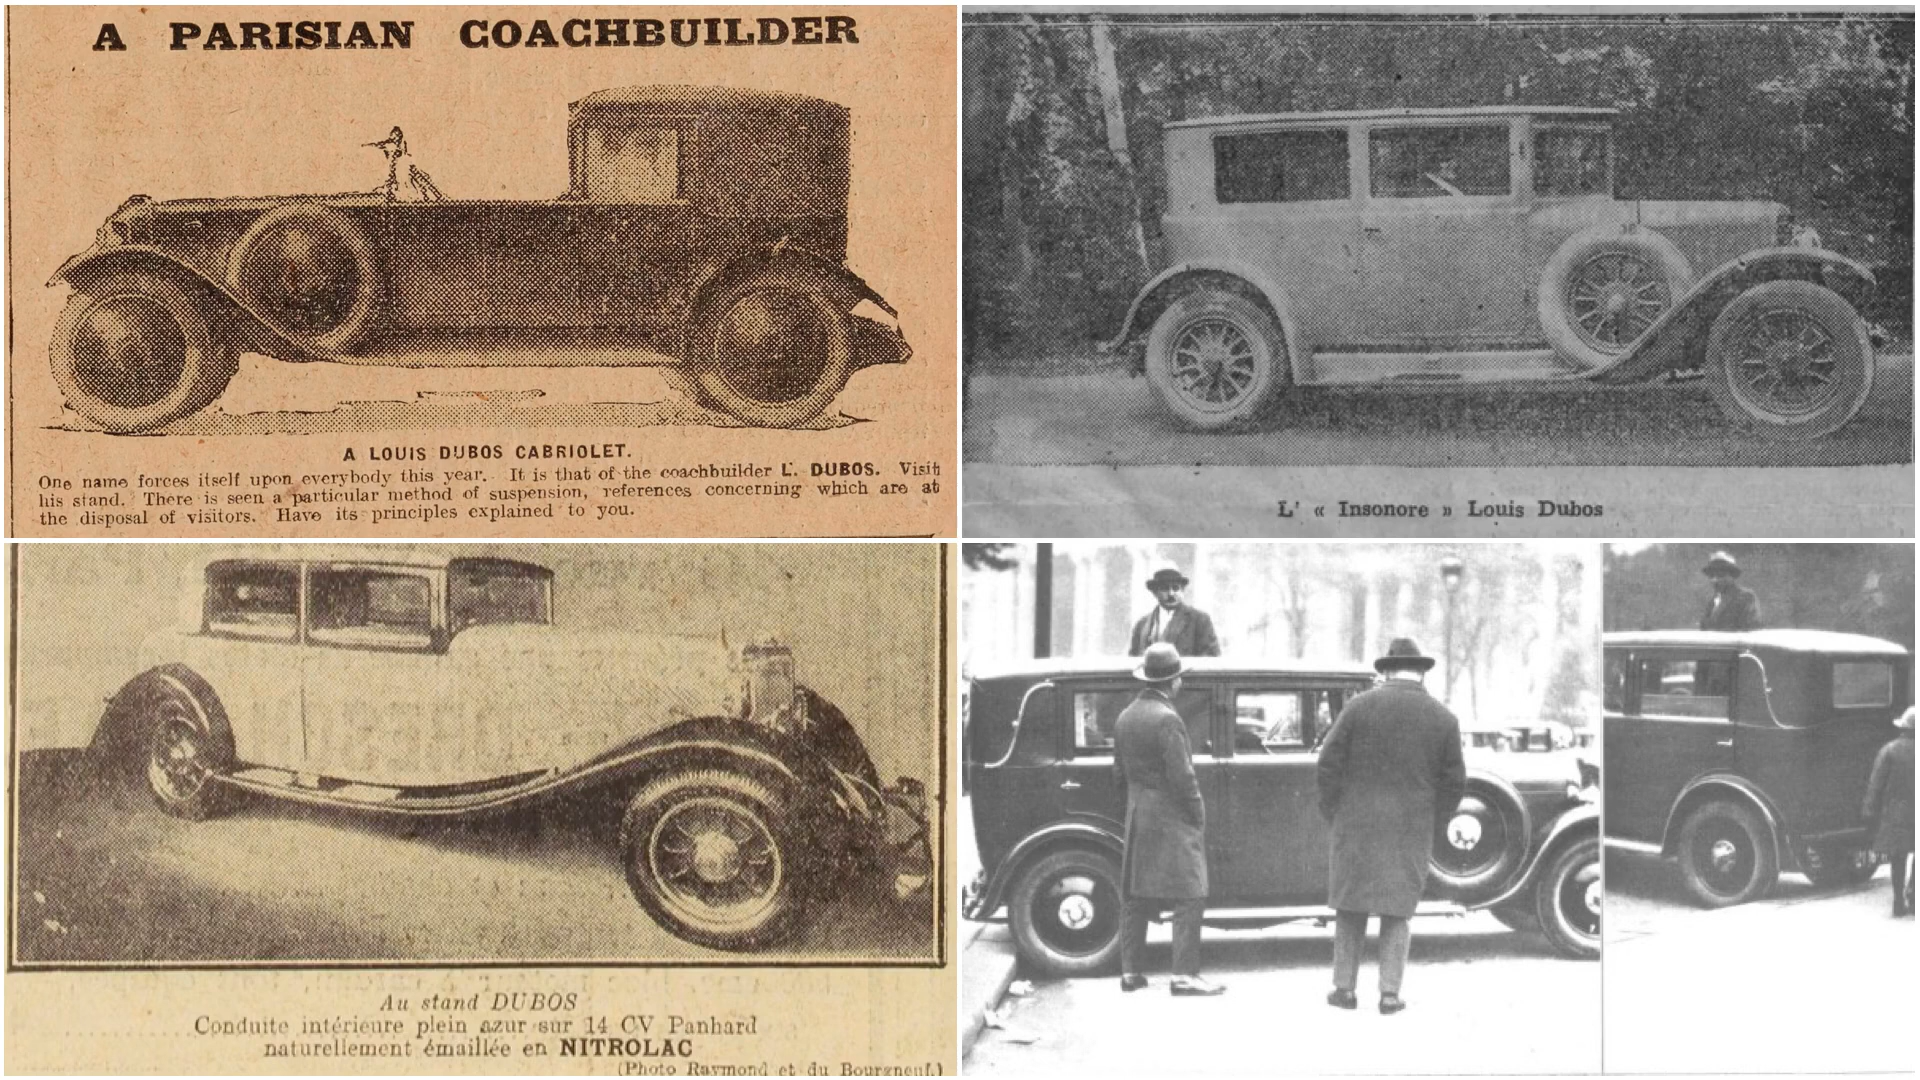 A PARISIAN COACHBUILDER
A LOUIS DUBOS CABRIOLET.
One name forces itself upon everybody this year. It is that of the coachbuilder L. DUBOS. Visit
his stand. There is seen a particular method of suspension, references concerning which are at
the disposal of visitors. Have its principles explained to you.
L' « Insonore » Louis Dubos
Au stand DUBOS
Conduite intérieure plein azur sur 14 CV Panhard
naturellement émaillée en NITROLAC
(Photo Raymond et du Bourgneuf.)